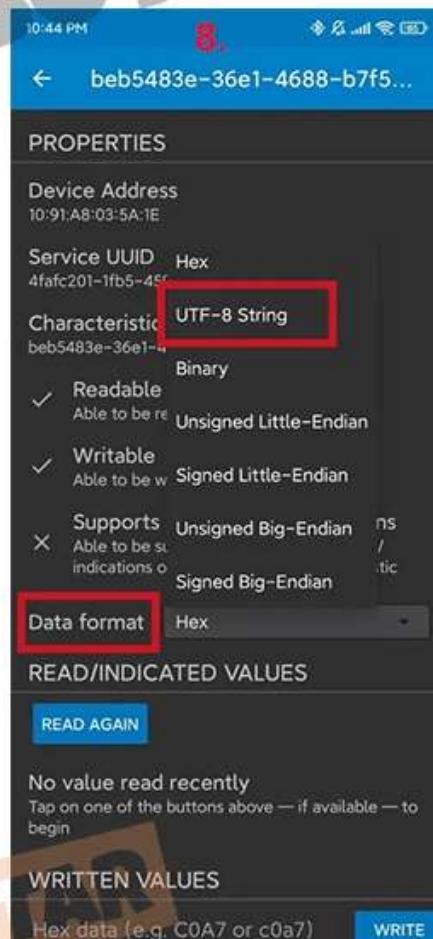 10:44 PM
8.
beb5483e-36e1-4688-b7f5...
PROPERTIES
Device Address
10:91:A8:03:5A:1E
Service UUID
4fafc201-1fb5-45
Characteristic
beb5483e-36e1-4
Readable
Able to be re
Writable
Able to be w
Supports ns
Able to be su /
indications o tic
Hex
UTF-8 String
Binary
Unsigned Little-Endian
Signed Little-Endian
Unsigned Big-Endian
Signed Big-Endian
Data format Hex
READ/INDICATED VALUES
READ AGAIN
No value read recently
Tap on one of the buttons above — if available — to
begin
WRITTEN VALUES
Hex data (e.g. C0A7 or c0a7) WRITE
TAR